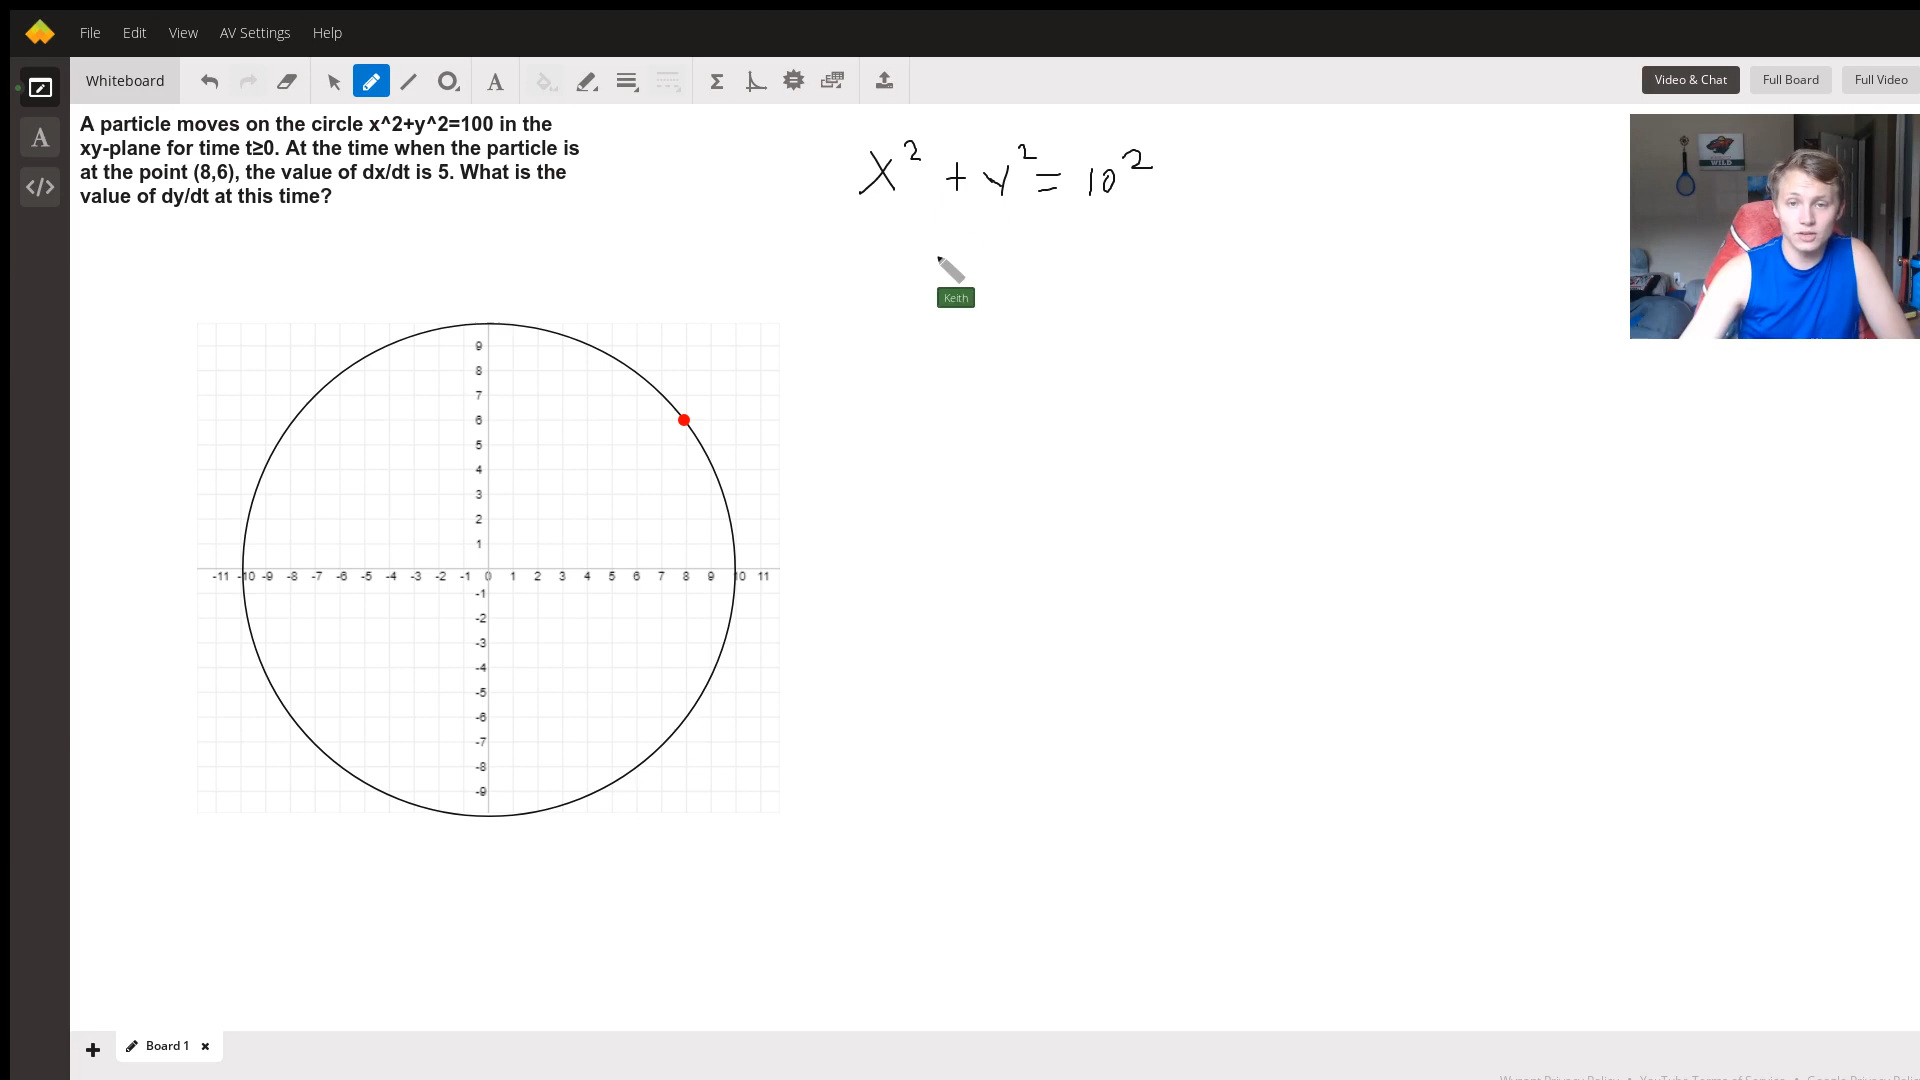 File Edit View AV Settings Help
Whiteboard A Σ Video & Chat Full Board Full Video
A
</>
A particle moves on the circle x^2+y^2=100 in the
xy-plane for time t≥0. At the time when the particle is
at the point (8,6), the value of dx/dt is 5. What is the
value of dy/dt at this time?
x² + y² = 10²
WILD
Keith
9
8
7
6
5
4
3
2
1
-11 -10 -9 -8 -7 -6 -5 -4 -3 -2 -1 0 1 2 3 4 5 6 7 8 9 10 11
-1
-2
-3
-4
-5
-6
-7
-8
-9
Board 1